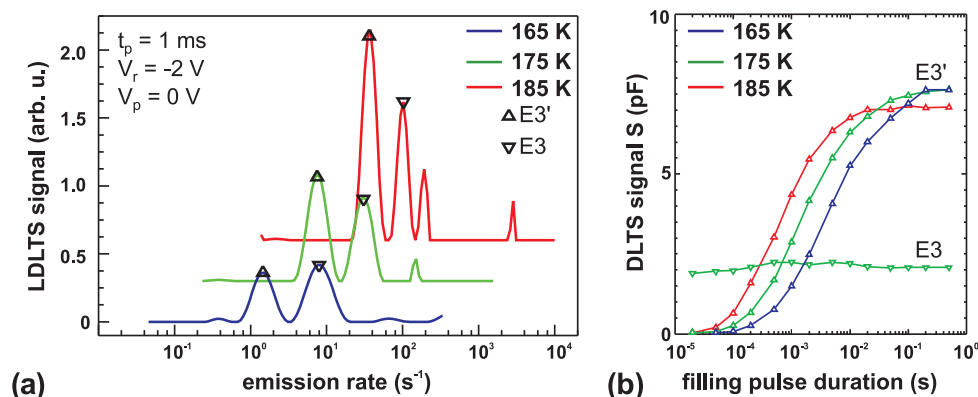 t_p = 1 ms
V_r = -2 V
V_p = 0 V
165 K
175 K
185 K
E3'
E3
LDLTS signal (arb. u.)
2.0
1.5
1.0
0.5
0
10^-1 10^0 10^1 10^2 10^3 10^4
emission rate (s^-1)
(a)
165 K
175 K
185 K
E3'
E3
DLTS signal S (pF)
10
5
0
10^-5 10^-4 10^-3 10^-2 10^-1 10^0
filling pulse duration (s)
(b)